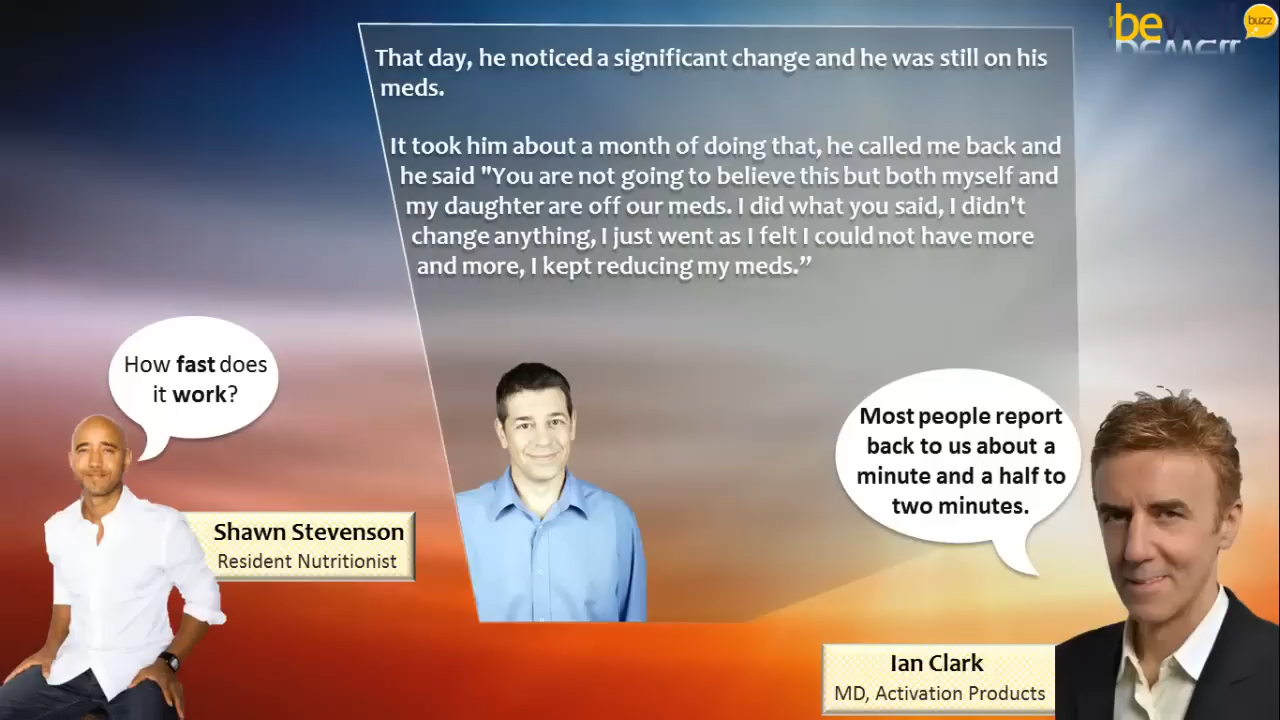 bewell
buzz
That day, he noticed a significant change and he was still on his
meds.
It took him about a month of doing that, he called me back and
he said "You are not going to believe this but both myself and
my daughter are off our meds. I did what you said, I didn't
change anything, I just went as I felt I could not have more
and more, I kept reducing my meds.”
How fast does
it work?
Shawn Stevenson
Resident Nutritionist
Most people report
back to us about a
minute and a half to
two minutes.
Ian Clark
MD, Activation Products